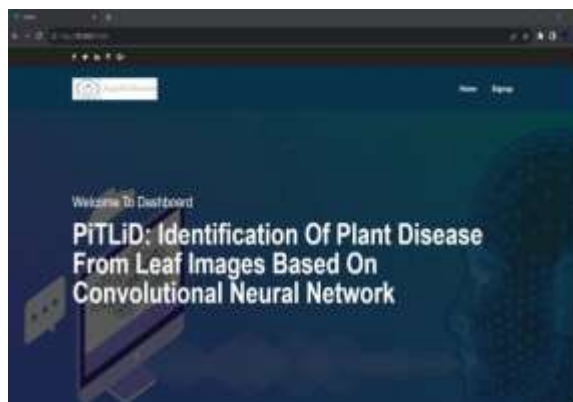 Home Signup
Welcome To Dashboard
PiTLiD: Identification Of Plant Disease
From Leaf Images Based On
Convolutional Neural Network